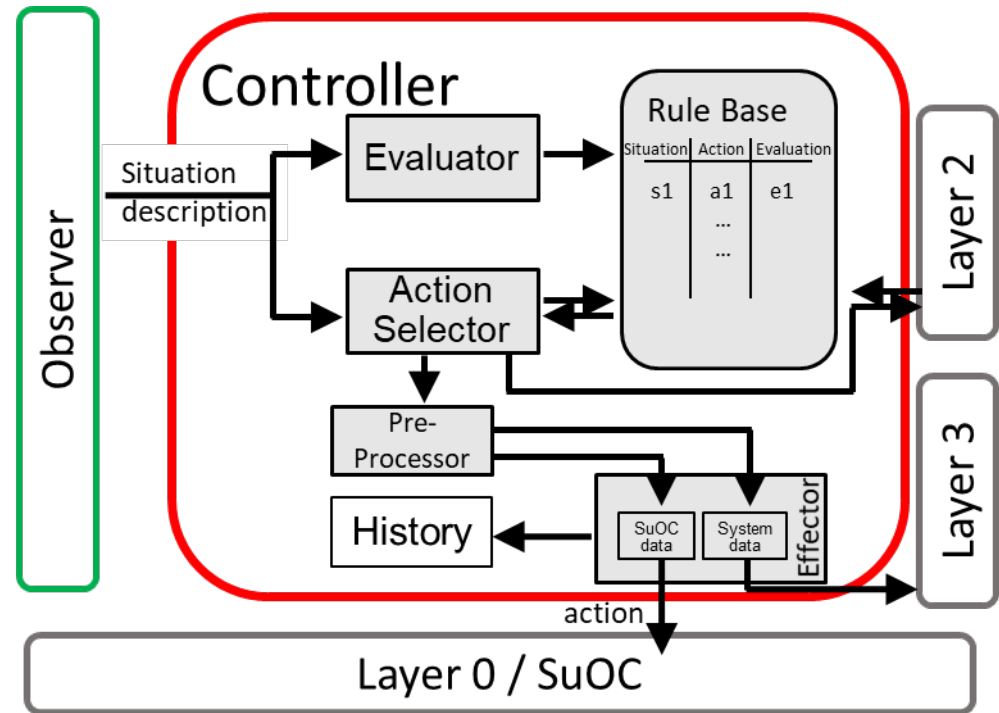 Controller
Observer
Situation
description
Evaluator
Rule Base
Situation Action Evaluation
s1 a1 e1
...
...
Layer 2
Action
Selector
Pre-
Processor
History
SuOC
data
System
data
Effector
Layer 3
action
Layer 0 / SuOC